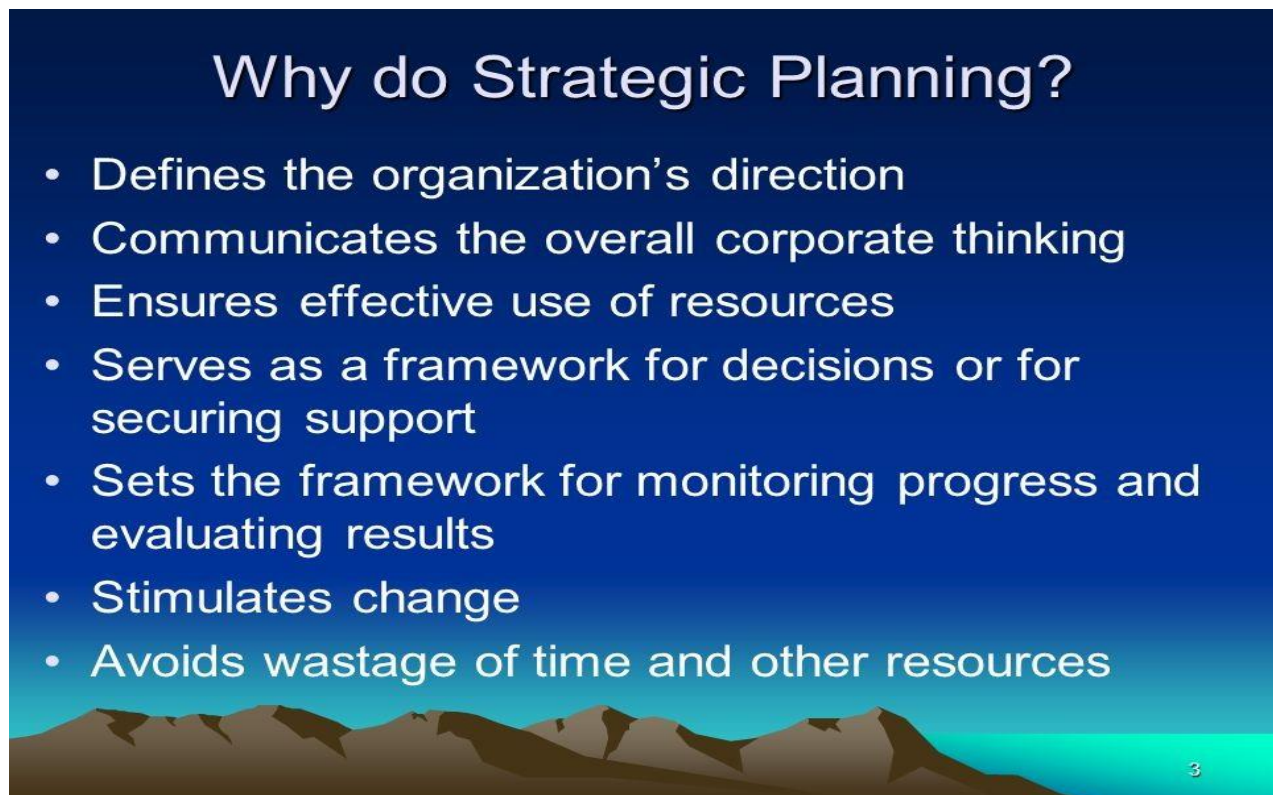 Why do Strategic Planning?
• Defines the organization’s direction
• Communicates the overall corporate thinking
• Ensures effective use of resources
• Serves as a framework for decisions or for
securing support
• Sets the framework for monitoring progress and
evaluating results
• Stimulates change
• Avoids wastage of time and other resources
3